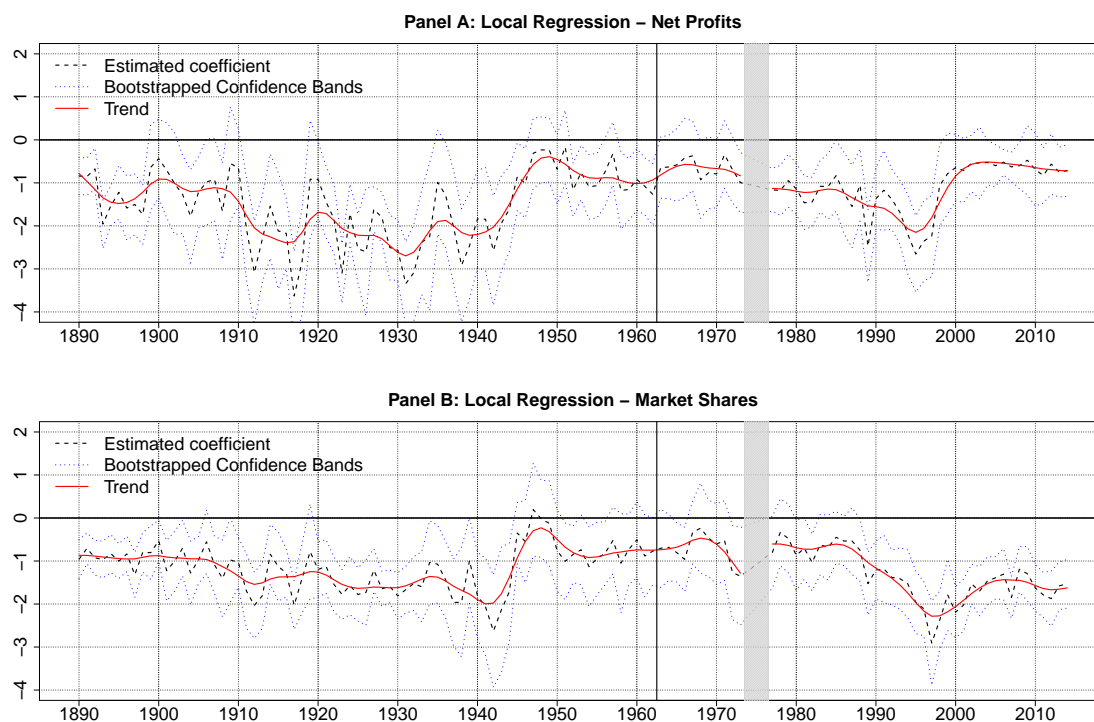 Panel A: Local Regression – Net Profits
2
1
0
−1
−2
−3
−4
Estimated coefficient
Bootstrapped Confidence Bands
Trend
1890 1900 1910 1920 1930 1940 1950 1960 1970 1980 1990 2000 2010
Panel B: Local Regression – Market Shares
2
1
0
−1
−2
−3
−4
Estimated coefficient
Bootstrapped Confidence Bands
Trend
1890 1900 1910 1920 1930 1940 1950 1960 1970 1980 1990 2000 2010